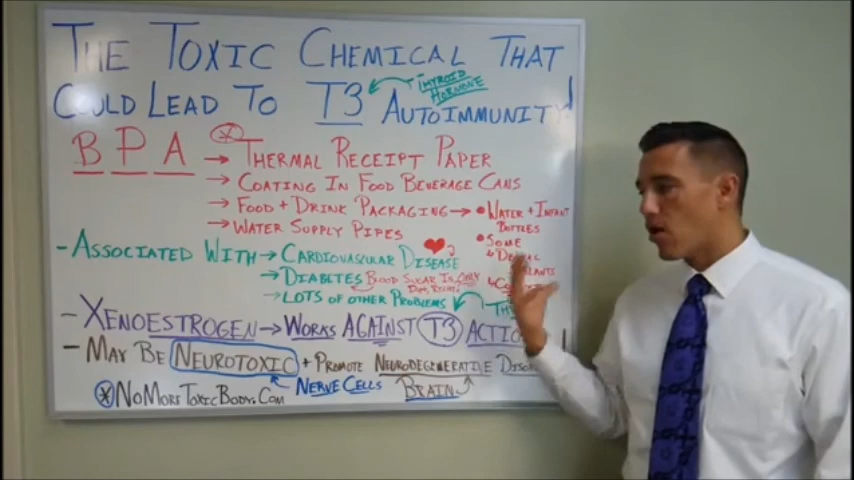 THE TOXIC CHEMICAL THAT
COULD LEAD TO T3 AUTOIMMUNITY!
THYROID
HORMONE
BPA → THERMAL RECEIPT PAPER
→ COATING IN FOOD BEVERAGE CANS
→ FOOD + DRINK PACKAGING → • WATER + INFANT
BOTTLES
→ WATER SUPPLY PIPES
• SOME
- ASSOCIATED WITH → CARDIOVASCULAR DISEASE
→ DIABETES BLOOD SUGAR IS ONLY
→ LOTS OF OTHER PROBLEMS
- XENOESTROGEN → WORKS AGAINST T3
- MAY BE NEUROTOXIC + PROMOTE NEURODEGENERATIVE
NERVE CELLS BRAIN
NOMORETOXICBODY.COM